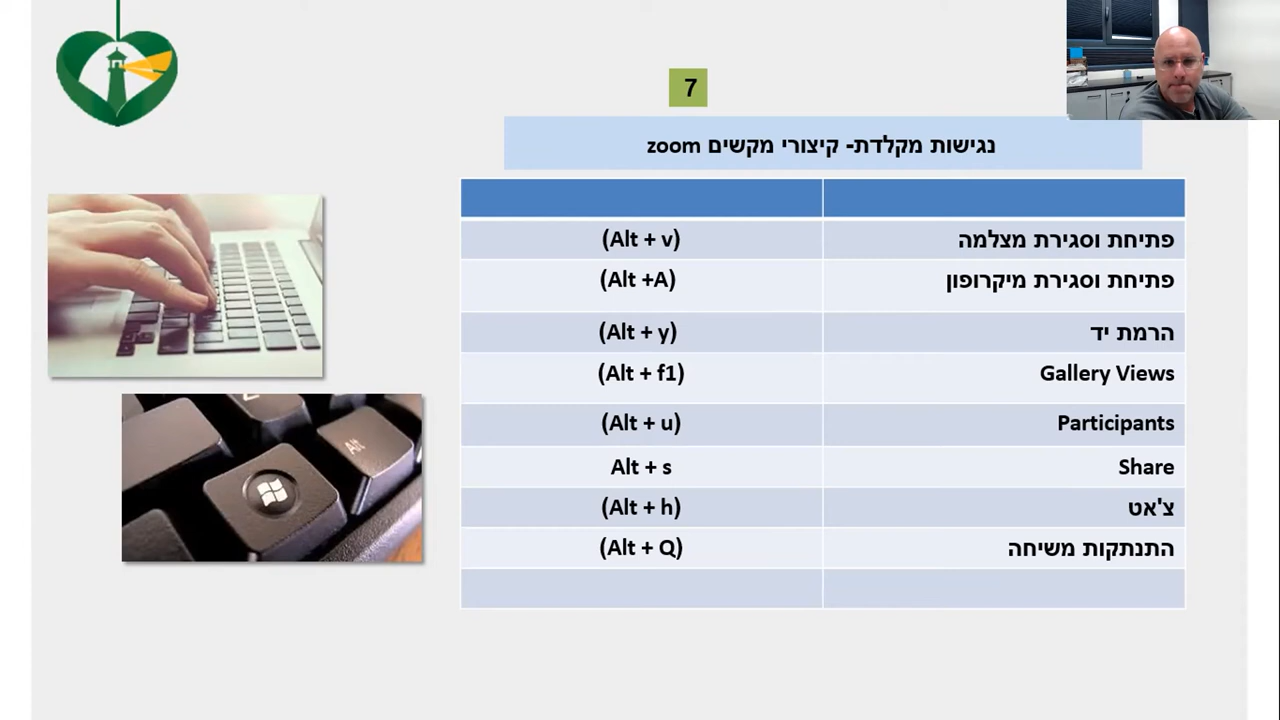 7
נגישות מקלדת- קיצורי מקשים zoom
פתיחת וסגירת מצלמה (Alt + v)
פתיחת וסגירת מיקרופון (Alt +A)
הרמת יד (Alt + y)
Gallery Views (Alt + f1)
Participants (Alt + u)
Share Alt + s
צ'אט (Alt + h)
התנתקות משיחה (Alt + Q)
Alt